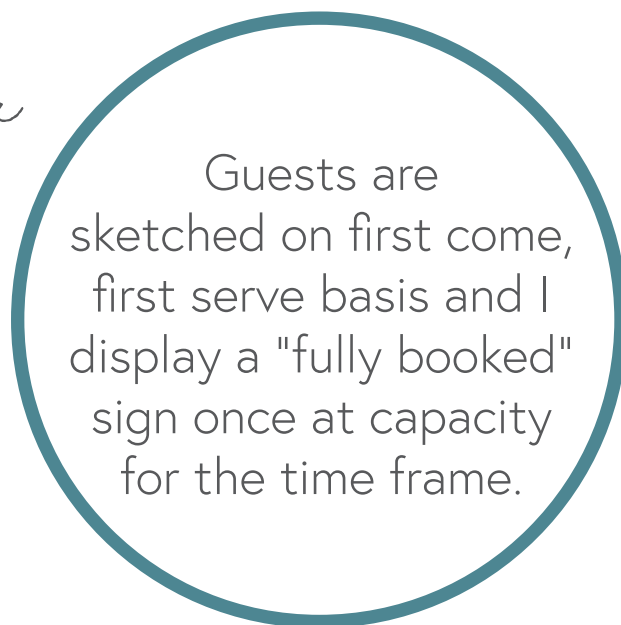 Guests are
sketched on first come,
first serve basis and I
display a "fully booked"
sign once at capacity
for the time frame.